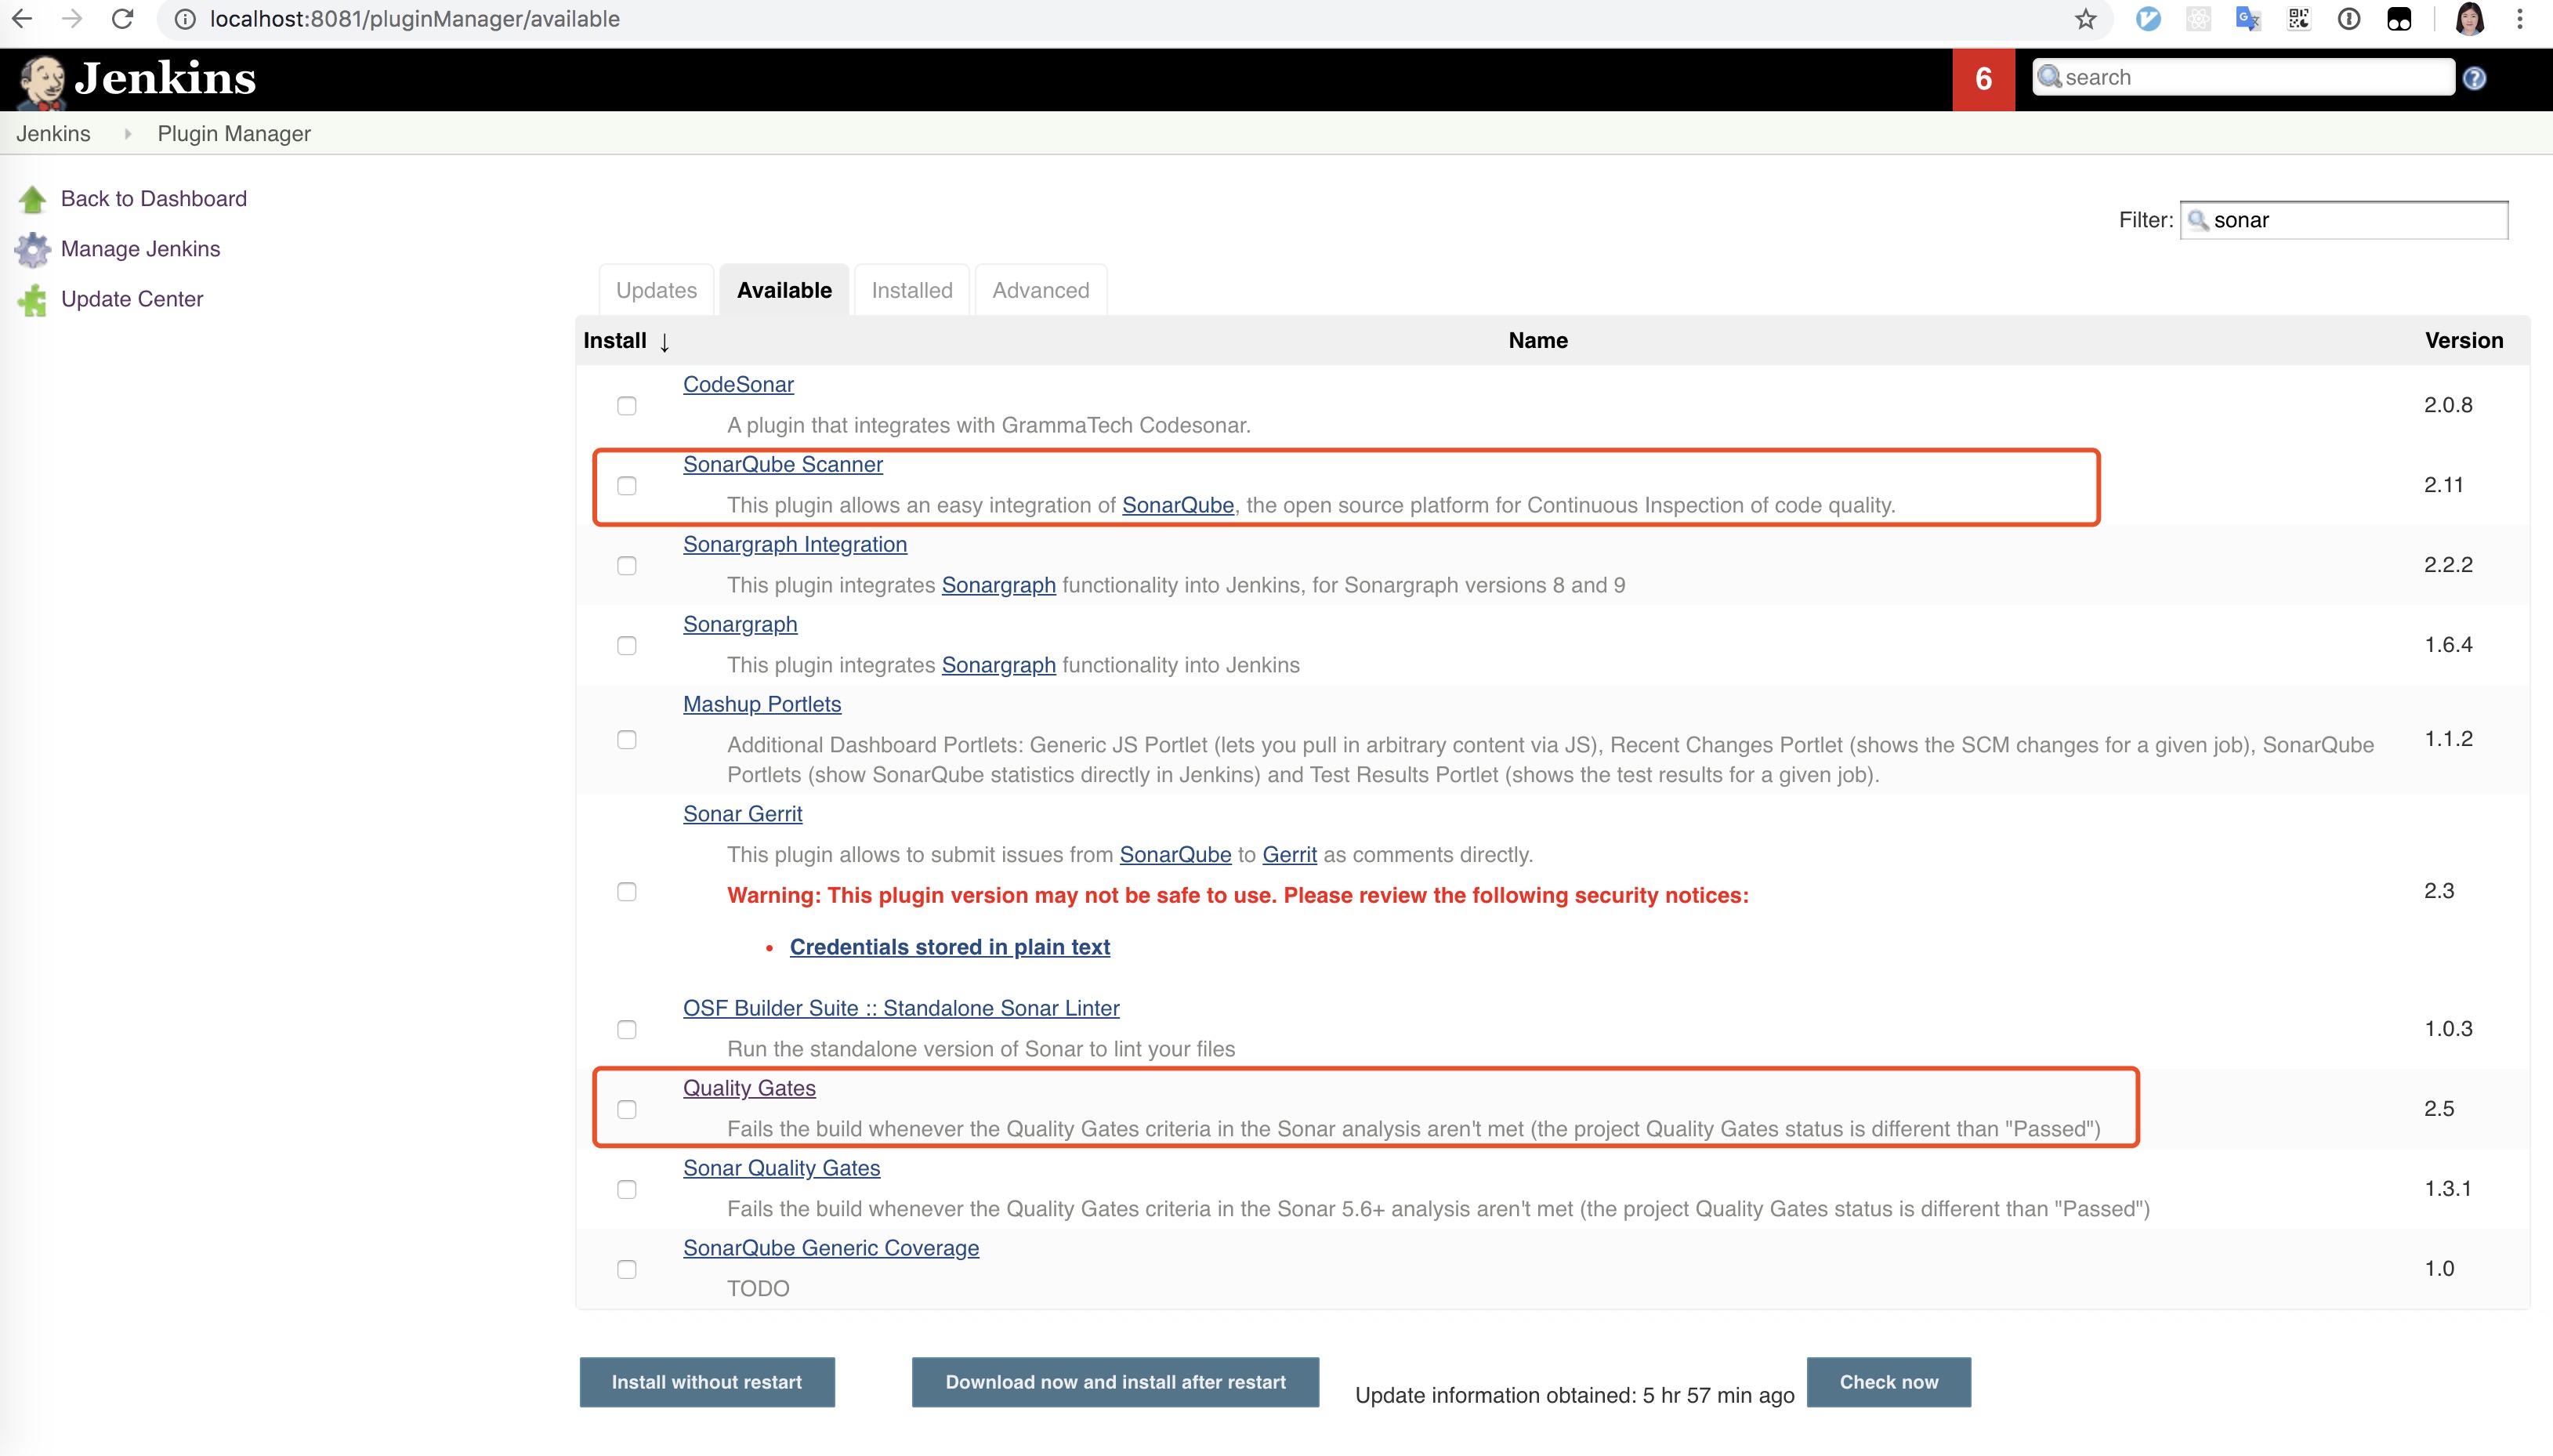 localhost:8081/pluginManager/available
Jenkins
6
search
Jenkins
Plugin Manager
Back to Dashboard
Manage Jenkins
Update Center
Filter: sonar
Updates
Available
Installed
Advanced
Install ↓
Name
Version
CodeSonar
A plugin that integrates with GrammaTech Codesonar.
2.0.8
SonarQube Scanner
This plugin allows an easy integration of SonarQube, the open source platform for Continuous Inspection of code quality.
2.11
Sonargraph Integration
This plugin integrates Sonargraph functionality into Jenkins, for Sonargraph versions 8 and 9
2.2.2
Sonargraph
This plugin integrates Sonargraph functionality into Jenkins
1.6.4
Mashup Portlets
Additional Dashboard Portlets: Generic JS Portlet (lets you pull in arbitrary content via JS), Recent Changes Portlet (shows the SCM changes for a given job), SonarQube
Portlets (show SonarQube statistics directly in Jenkins) and Test Results Portlet (shows the test results for a given job).
1.1.2
Sonar Gerrit
This plugin allows to submit issues from SonarQube to Gerrit as comments directly.
Warning: This plugin version may not be safe to use. Please review the following security notices:
• Credentials stored in plain text
2.3
OSF Builder Suite :: Standalone Sonar Linter
Run the standalone version of Sonar to lint your files
1.0.3
Quality Gates
Fails the build whenever the Quality Gates criteria in the Sonar analysis aren't met (the project Quality Gates status is different than "Passed")
2.5
Sonar Quality Gates
Fails the build whenever the Quality Gates criteria in the Sonar 5.6+ analysis aren't met (the project Quality Gates status is different than "Passed")
1.3.1
SonarQube Generic Coverage
TODO
1.0
Install without restart
Download now and install after restart
Update information obtained: 5 hr 57 min ago
Check now